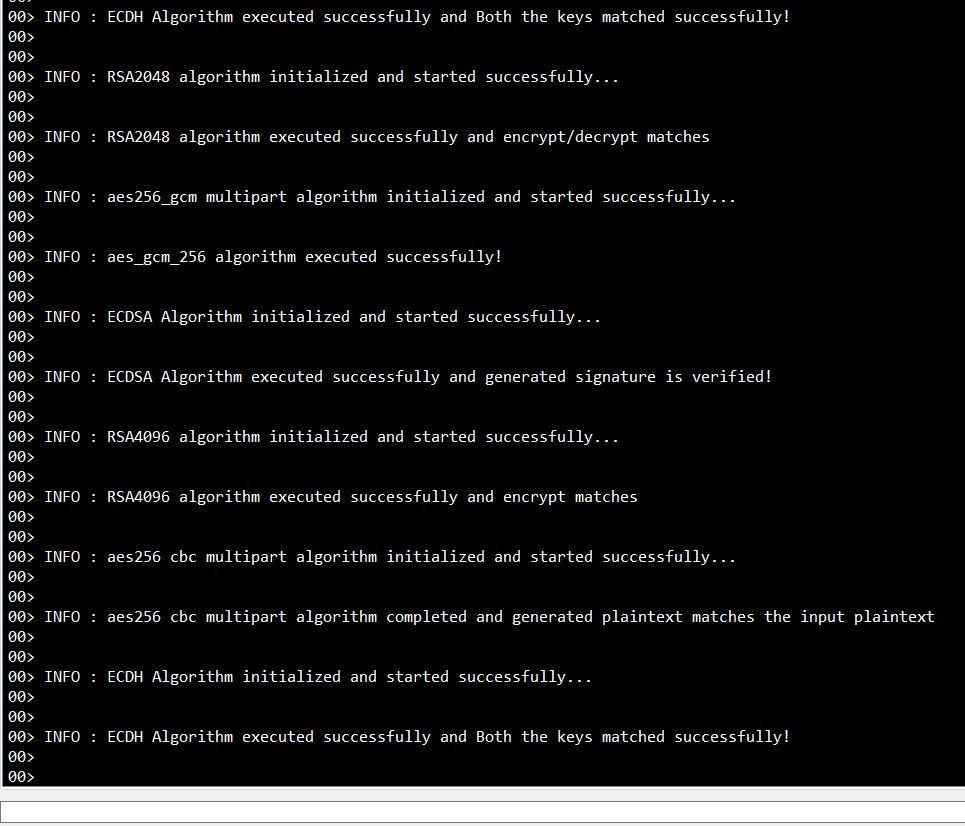 00>
00> INFO : ECDH Algorithm executed successfully and Both the keys matched successfully!
00>
00>
00> INFO : RSA2048 algorithm initialized and started successfully...
00>
00>
00> INFO : RSA2048 algorithm executed successfully and encrypt/decrypt matches
00>
00>
00> INFO : aes256_gcm multipart algorithm initialized and started successfully...
00>
00>
00> INFO : aes_gcm_256 algorithm executed successfully!
00>
00>
00> INFO : ECDSA Algorithm initialized and started successfully...
00>
00>
00> INFO : ECDSA Algorithm executed successfully and generated signature is verified!
00>
00>
00> INFO : RSA4096 algorithm initialized and started successfully...
00>
00>
00> INFO : RSA4096 algorithm executed successfully and encrypt matches
00>
00>
00> INFO : aes256 cbc multipart algorithm initialized and started successfully...
00>
00>
00> INFO : aes256 cbc multipart algorithm completed and generated plaintext matches the input plaintext
00>
00>
00> INFO : ECDH Algorithm initialized and started successfully...
00>
00>
00> INFO : ECDH Algorithm executed successfully and Both the keys matched successfully!
00>
00>